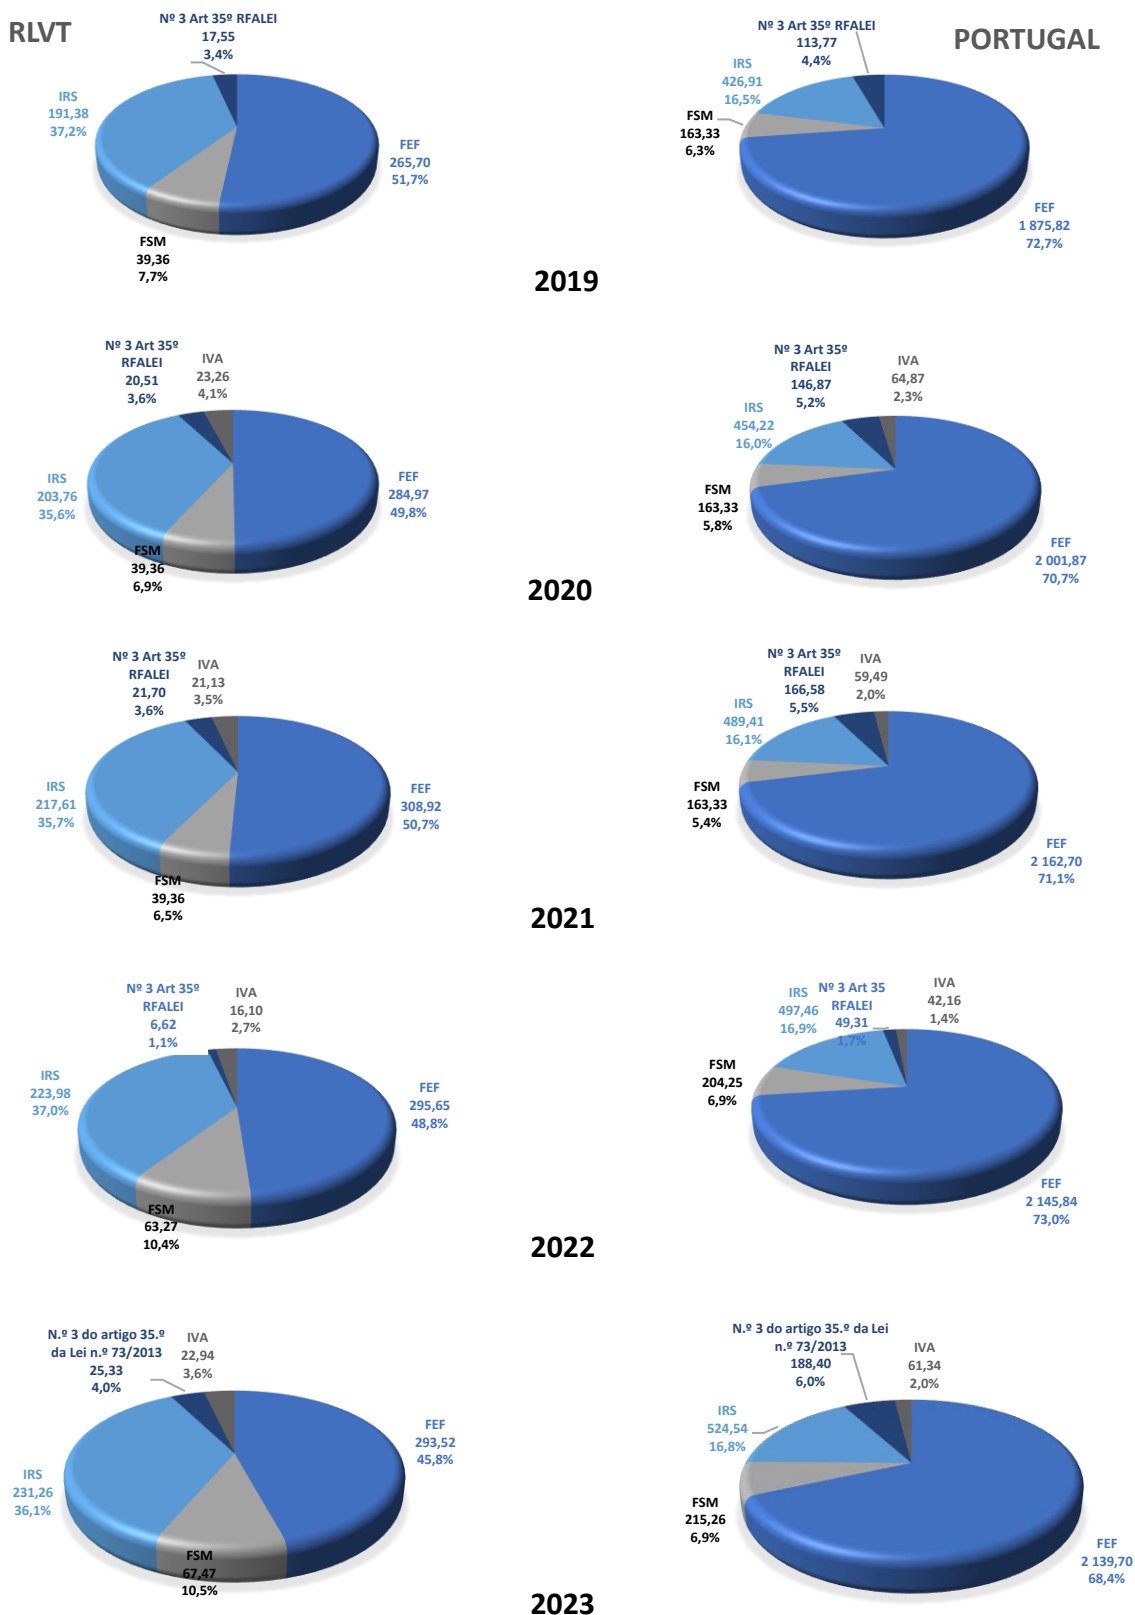 RLVT
PORTUGAL
Nº 3 Art 35º RFALEI
17,55
3,4%
IRS
191,38
37,2%
FEF
265,70
51,7%
FSM
39,36
7,7%
Nº 3 Art 35º RFALEI
113,77
4,4%
IRS
426,91
16,5%
FSM
163,33
6,3%
FEF
1 875,82
72,7%
2019
Nº 3 Art 35º
RFALEI
20,51
3,6%
IVA
23,26
4,1%
IRS
203,76
35,6%
FEF
284,97
49,8%
FSM
39,36
6,9%
Nº 3 Art 35º
RFALEI
146,87
5,2%
IVA
64,87
2,3%
IRS
454,22
16,0%
FSM
163,33
5,8%
FEF
2 001,87
70,7%
2020
Nº 3 Art 35º
RFALEI
21,70
3,6%
IVA
21,13
3,5%
IRS
217,61
35,7%
FEF
308,92
50,7%
FSM
39,36
6,5%
Nº 3 Art 35º
RFALEI
166,58
5,5%
IVA
59,49
2,0%
IRS
489,41
16,1%
FSM
163,33
5,4%
FEF
2 162,70
71,1%
2021
Nº 3 Art 35º
RFALEI
6,62
1,1%
IVA
16,10
2,7%
IRS
223,98
37,0%
FEF
295,65
48,8%
FSM
63,27
10,4%
IRS
497,46
16,9%
Nº 3 Art 35
RFALEI
49,31
1,7%
IVA
42,16
1,4%
FSM
204,25
6,9%
FEF
2 145,84
73,0%
2022
N.º 3 do artigo 35.º
da Lei n.º 73/2013
25,33
4,0%
IVA
22,94
3,6%
IRS
231,26
36,1%
FEF
293,52
45,8%
FSM
67,47
10,5%
N.º 3 do artigo 35.º da Lei
n.º 73/2013
188,40
6,0%
IVA
61,34
2,0%
IRS
524,54
16,8%
FSM
215,26
6,9%
FEF
2 139,70
68,4%
2023